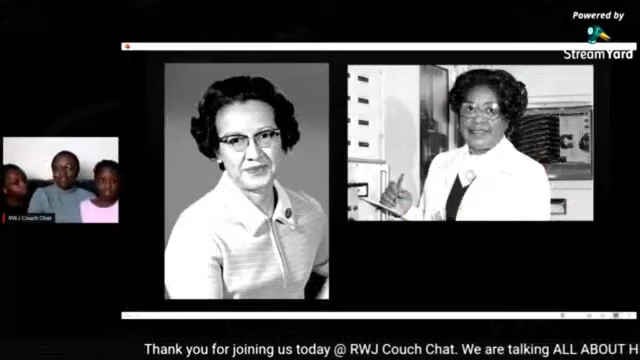 Powered by
StreamYard
RWJ Couch Chat
Thank you for joining us today @ RWJ Couch Chat. We are talking ALL ABOUT H